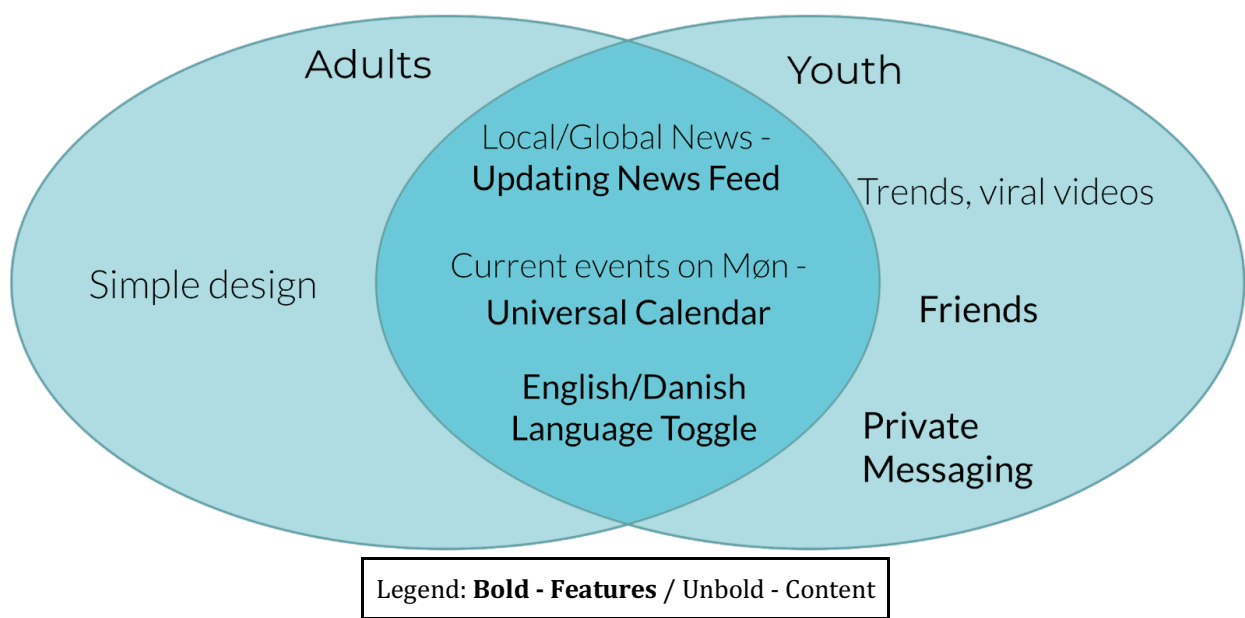 Adults
Simple design
Local/Global News -
Updating News Feed
Current events on Møn -
Universal Calendar
English/Danish
Language Toggle
Youth
Trends, viral videos
Friends
Private
Messaging
Legend: Bold - Features / Unbold - Content